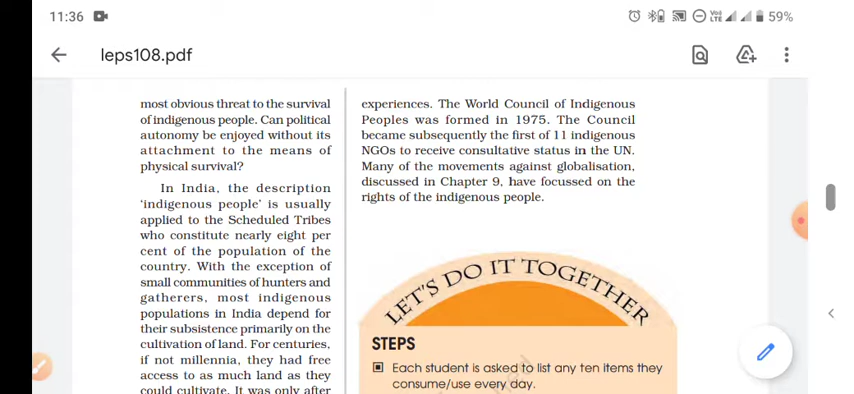 11:36
59%
leps108.pdf
most obvious threat to the survival
of indigenous people. Can political
autonomy be enjoyed without its
attachment to the means of
physical survival?
In India, the description
‘indigenous people’ is usually
applied to the Scheduled Tribes
who constitute nearly eight per
cent of the population of the
country. With the exception of
small communities of hunters and
gatherers, most indigenous
populations in India depend for
their subsistence primarily on the
cultivation of land. For centuries,
if not millennia, they had free
access to as much land as they
could cultivate. It was only after
experiences. The World Council of Indigenous
Peoples was formed in 1975. The Council
became subsequently the first of 11 indigenous
NGOs to receive consultative status in the UN.
Many of the movements against globalisation,
discussed in Chapter 9, have focussed on the
rights of the indigenous people.
LET'S DO IT TOGETHER
STEPS
Each student is asked to list any ten items they
consume/use every day.